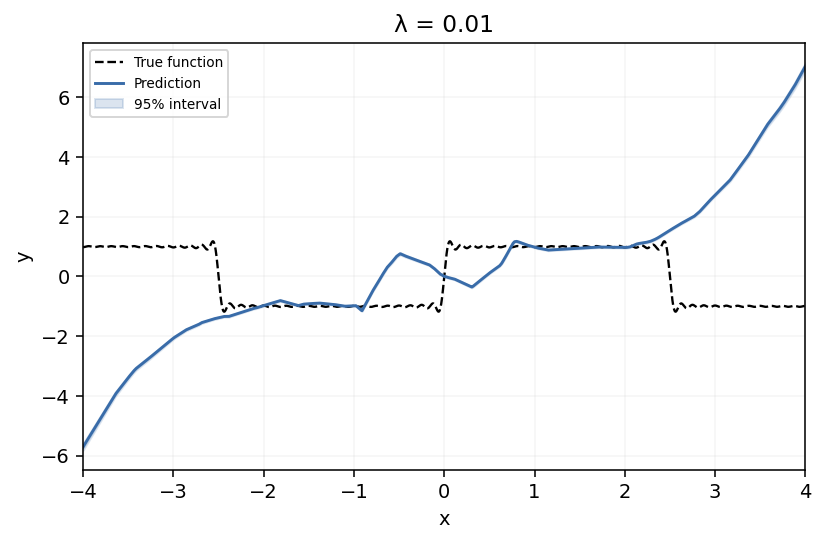 λ = 0.01
True function
Prediction
95% interval
6
4
2
0
−2
−4
−6
y
−4
−3
−2
−1
0
1
2
3
4
x